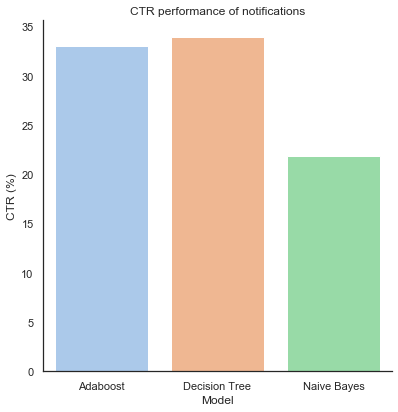 CTR performance of notifications
CTR (%)
35
30
25
20
15
10
5
0
Adaboost
Decision Tree
Naive Bayes
Model